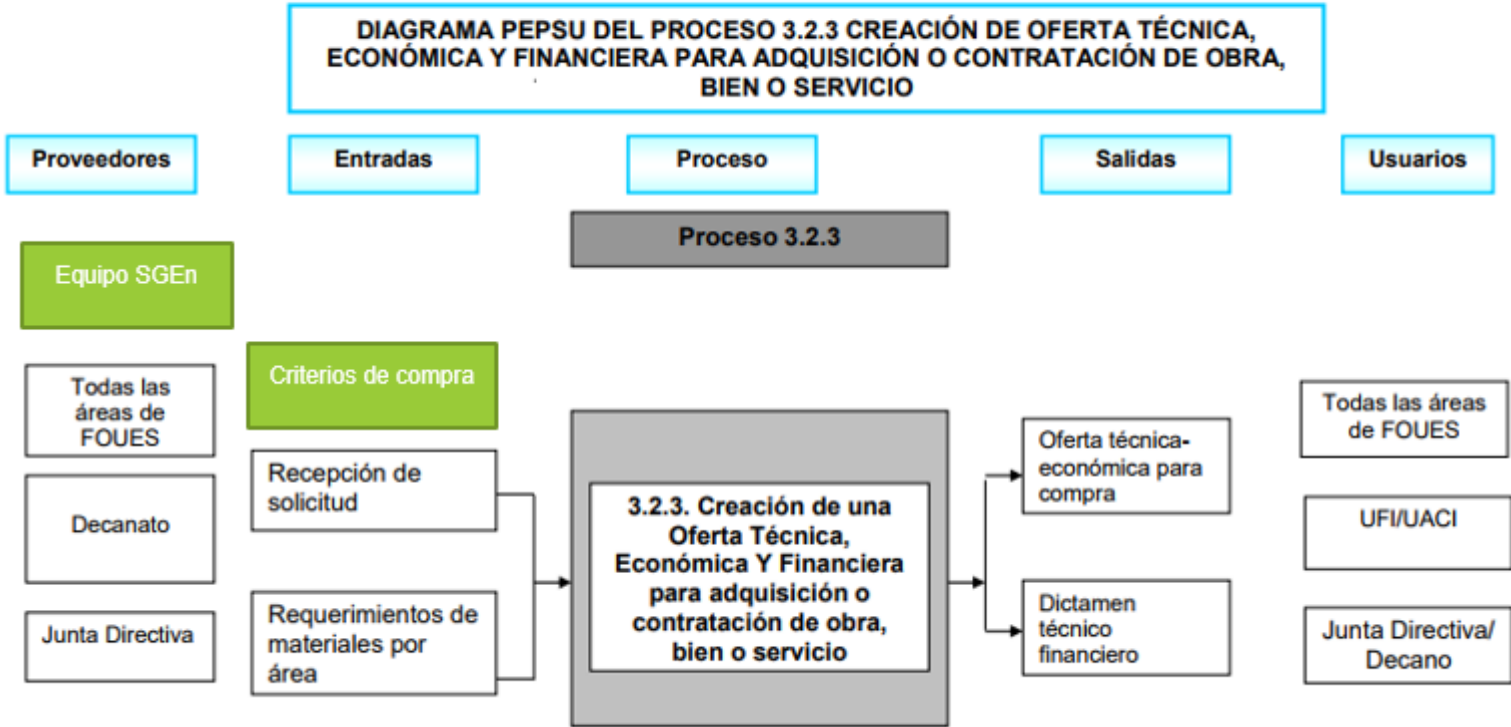 DIAGRAMA PEPSU DEL PROCESO 3.2.3 CREACIÓN DE OFERTA TÉCNICA,
ECONÓMICA Y FINANCIERA PARA ADQUISICIÓN O CONTRATACIÓN DE OBRA,
BIEN O SERVICIO
Proveedores
Entradas
Proceso
Salidas
Usuarios
Proceso 3.2.3
Equipo SGEn
Todas las
áreas de
FOUES
Decanato
Junta Directiva
Criterios de compra
Recepción de
solicitud
Requerimientos de
materiales por
área
3.2.3. Creación de una
Oferta Técnica,
Económica Y Financiera
para adquisición o
contratación de obra,
bien o servicio
Oferta técnica-
económica para
compra
Dictamen
técnico
financiero
Todas las áreas
de FOUES
UFI/UACI
Junta Directiva/
Decano